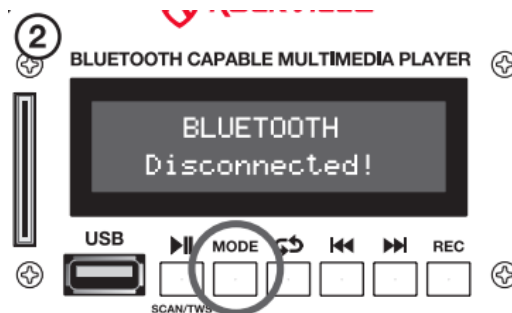 2
BLUETOOTH CAPABLE MULTIMEDIA PLAYER
BLUETOOTH
Disconnected!
USB
MODE
REC
SCAN/TWS